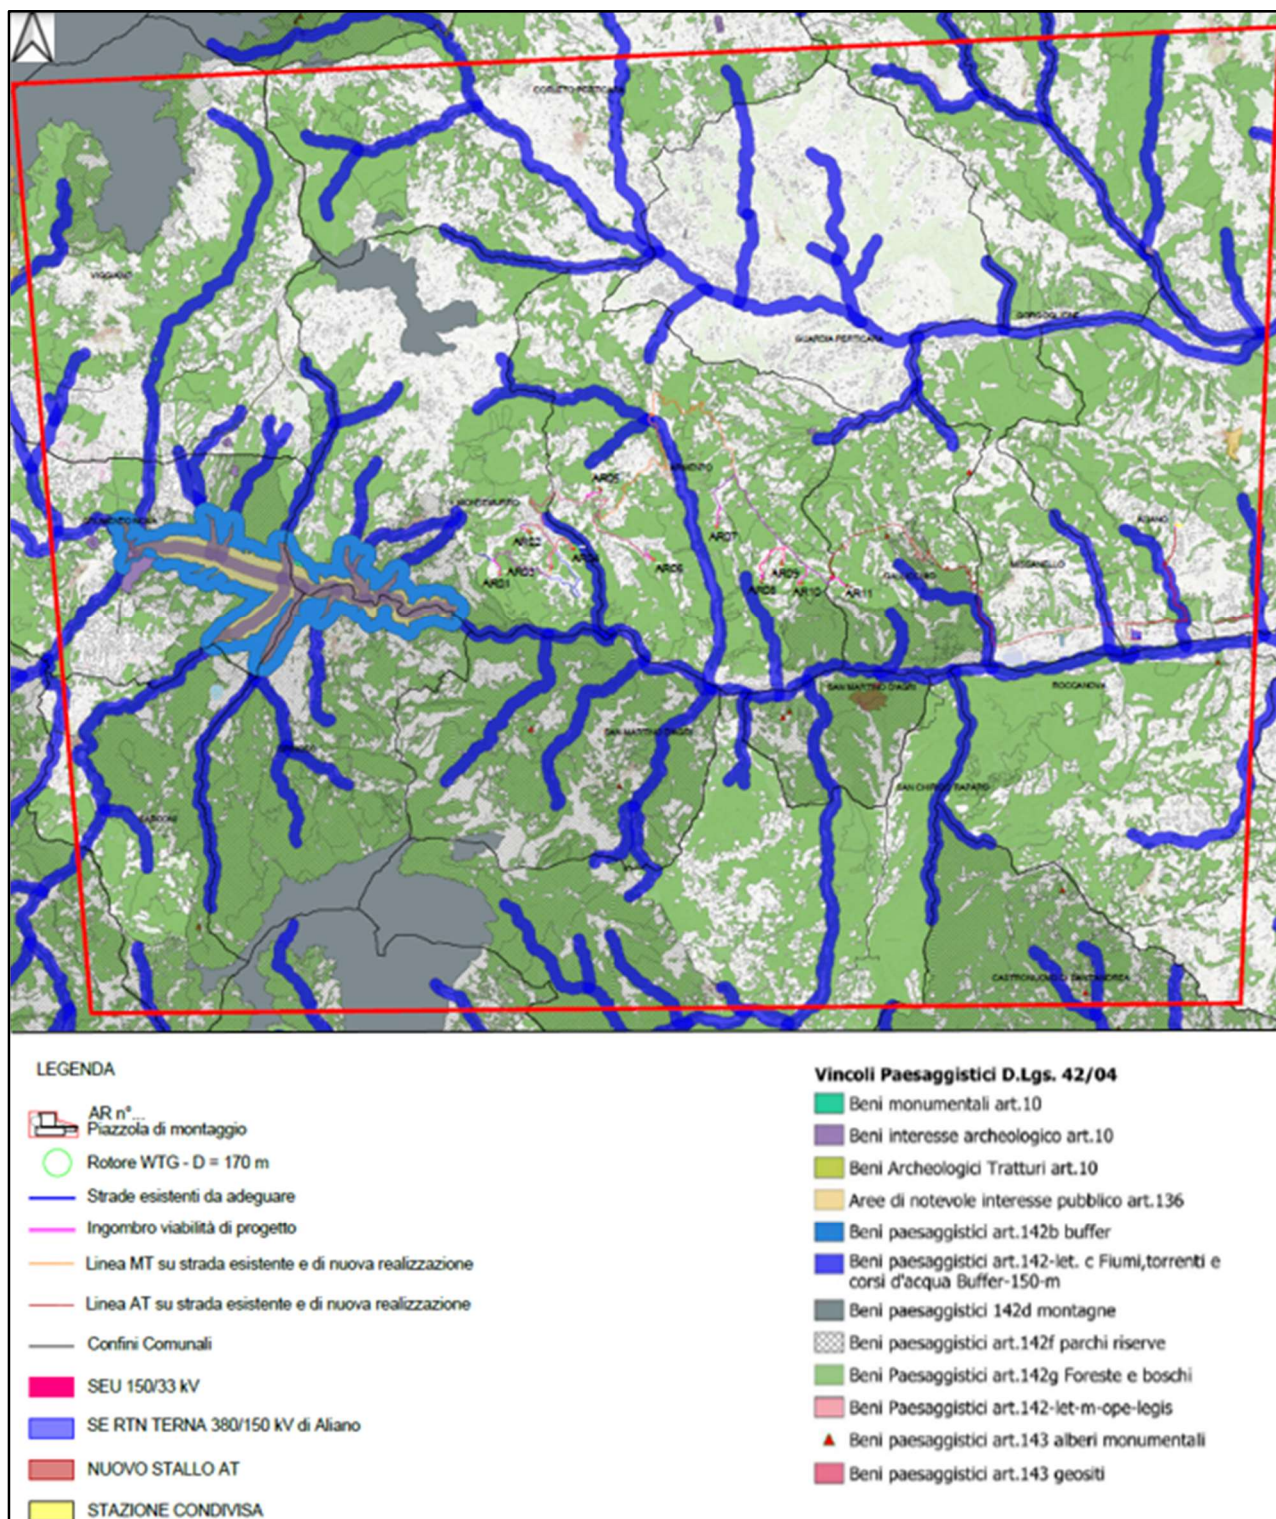 CORLETO PERTICARA
VIGGIANO
GORGOGLIONE
GUARDIA PERTICARA
ARMENTO
AR05
MONTEMURRO
GRUMENTO NOVA
ALIANO
AR07
AR02
AR04
MISSANELLO
AR03
AR06
AR09
GALLICCHIO
AR01
AR08
AR10
AR11
ROCCANOVA
SAN MARTINO D'AGRI
SAN MARTINO D'AGRI
SPINOSO
SAN CHIRICO RAPARO
SARCONI
CASTRONUOVO DI SANT'ANDREA
LEGENDA
AR n°...
Piazzola di montaggio
Rotore WTG - D = 170 m
Strade esistenti da adeguare
Ingombro viabilità di progetto
Linea MT su strada esistente e di nuova realizzazione
Linea AT su strada esistente e di nuova realizzazione
Confini Comunali
SEU 150/33 kV
SE RTN TERNA 380/150 kV di Aliano
NUOVO STALLO AT
STAZIONE CONDIVISA
Vincoli Paesaggistici D.Lgs. 42/04
Beni monumentali art.10
Beni interesse archeologico art.10
Beni Archeologici Tratturi art.10
Aree di notevole interesse pubblico art.136
Beni paesaggistici art.142b buffer
Beni paesaggistici art.142-let. c Fiumi,torrenti e
corsi d'acqua Buffer-150-m
Beni paesaggistici 142d montagne
Beni paesaggistici art.142f parchi riserve
Beni Paesaggistici art.142g Foreste e boschi
Beni Paesaggistici art.142-let-m-ope-legis
Beni paesaggistici art.143 alberi monumentali
Beni paesaggistici art.143 geositi